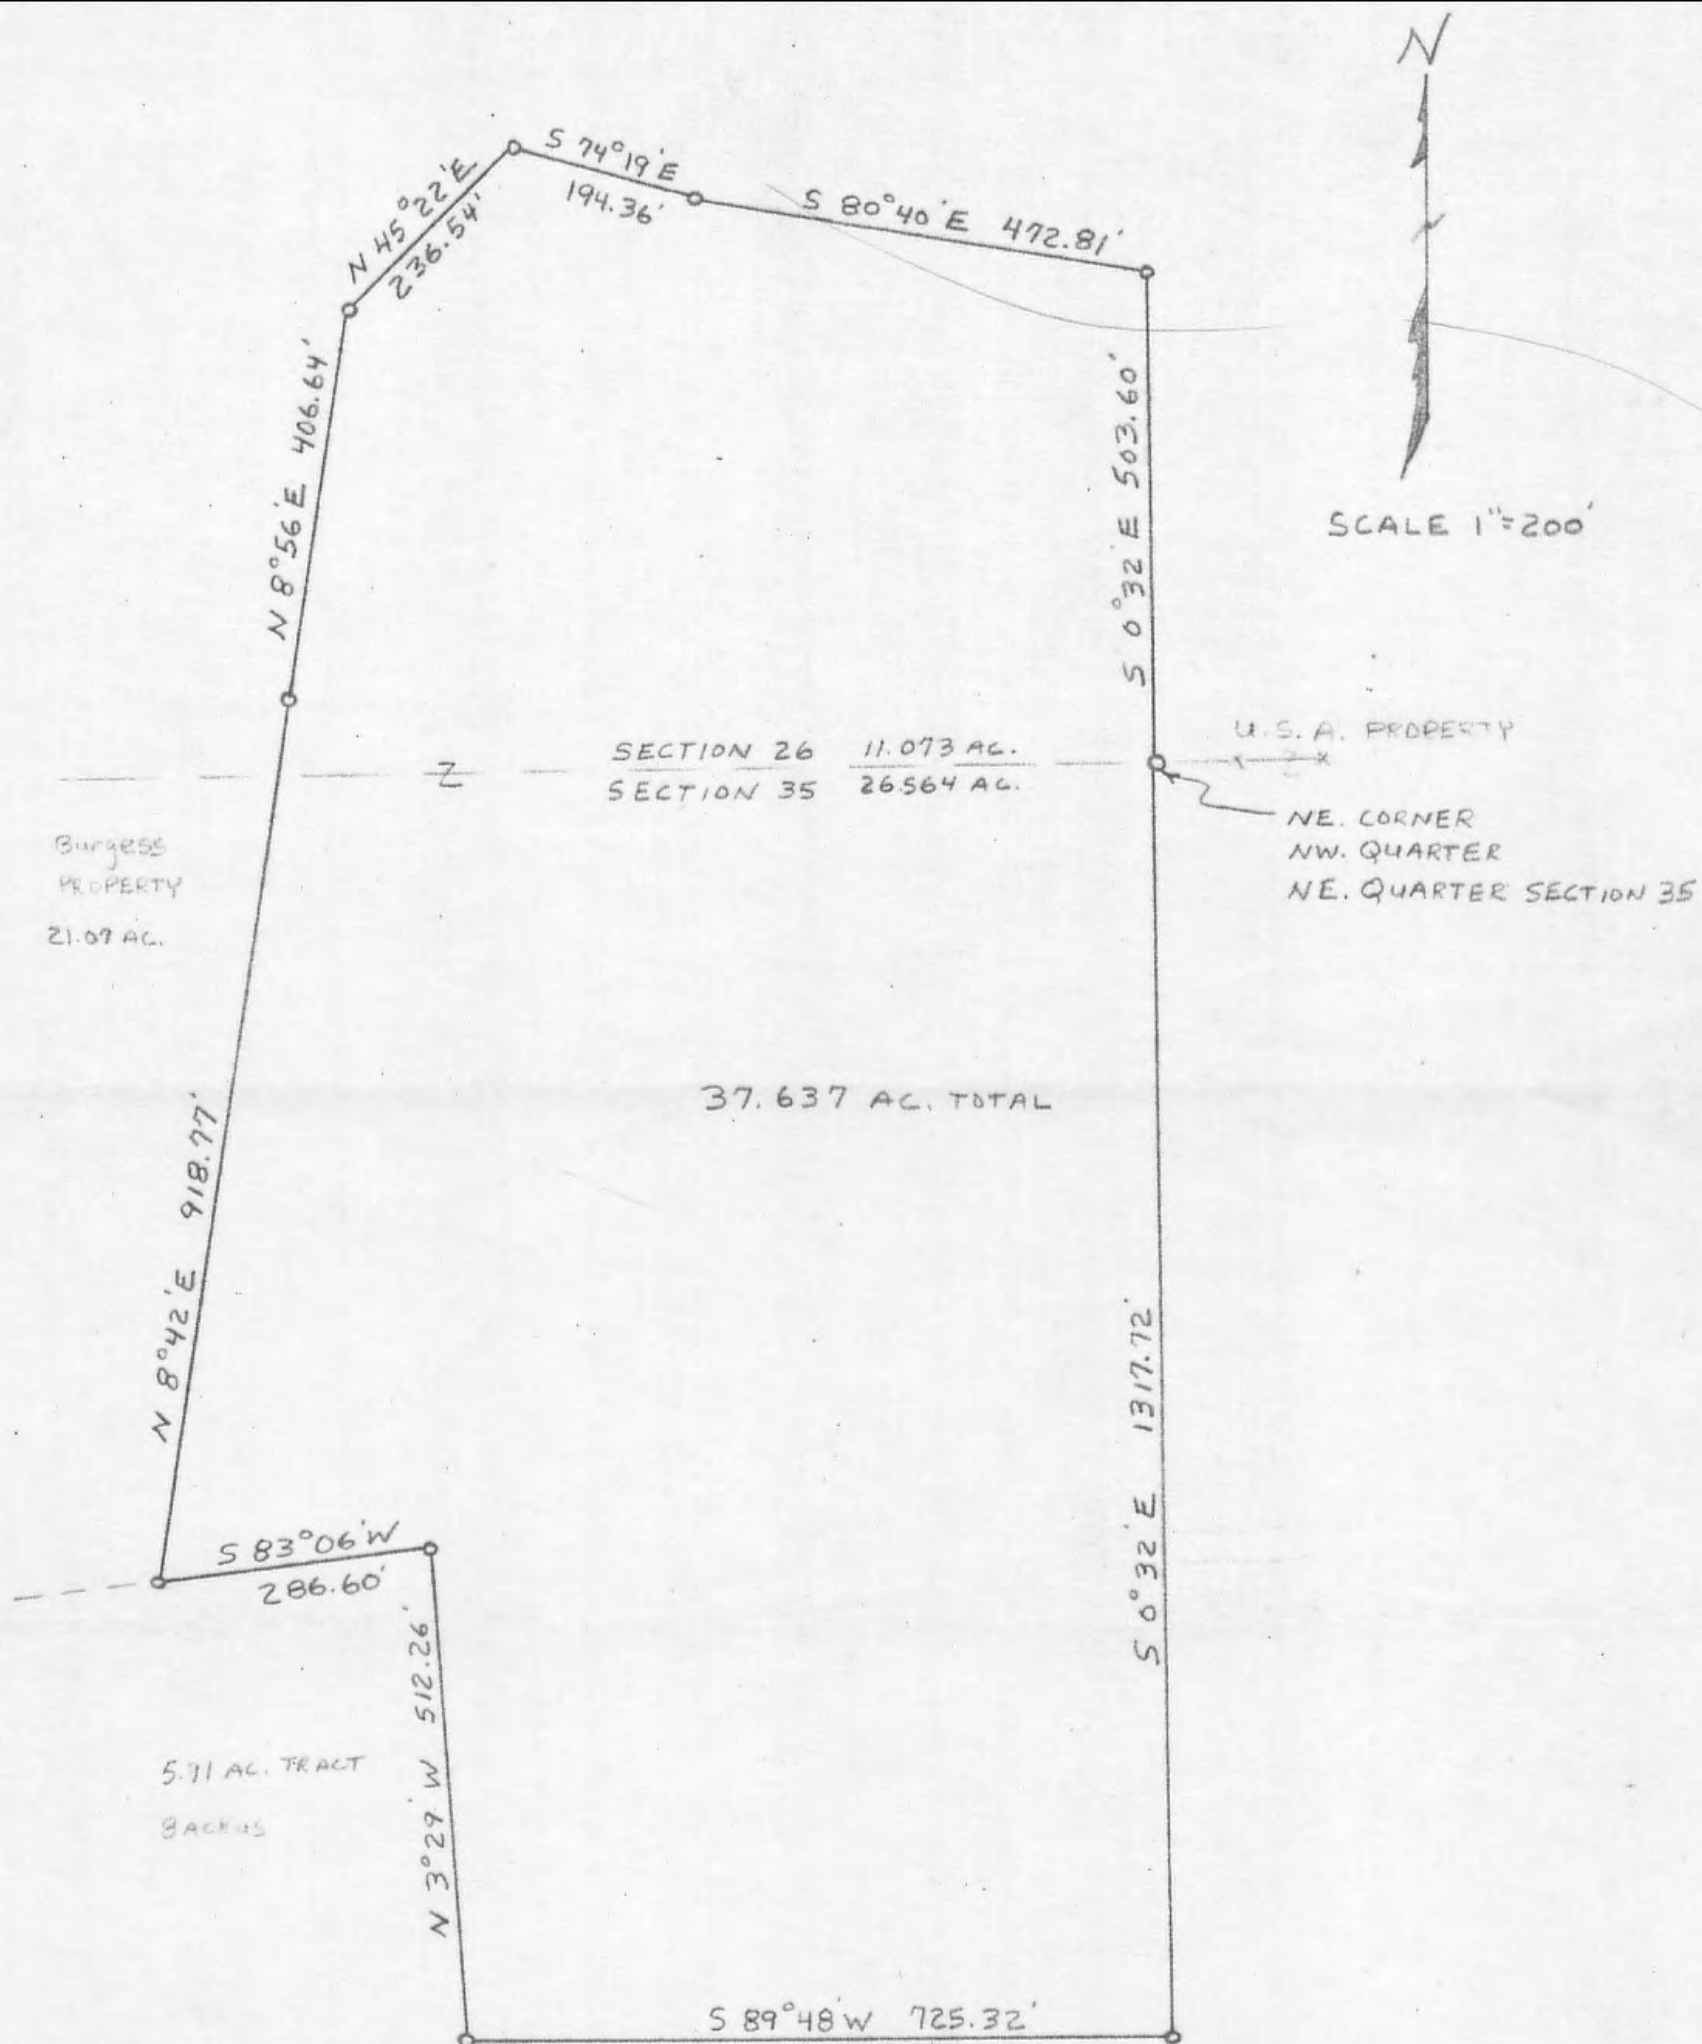 N
S 74°19'E
194.36'
N 45°22'E
236.54'
S 80°40'E 472.81'
N 8°56'E 406.64'
S 0°32'E 503.60'
SCALE 1"=200'
U.S.A. PROPERTY
SECTION 26 11.073 AC.
SECTION 35 26.564 AC.
Z
NE. CORNER
NW. QUARTER
NE. QUARTER SECTION 35
Burgess
PROPERTY
21.07 AC.
37.637 AC. TOTAL
N 8°42'E 918.77'
S 0°32'E 1317.72'
S 83°06'W
286.60'
N 3°29'W 512.26'
5.91 AC. TRACT
BACKUS
S 89°48'W 725.32'